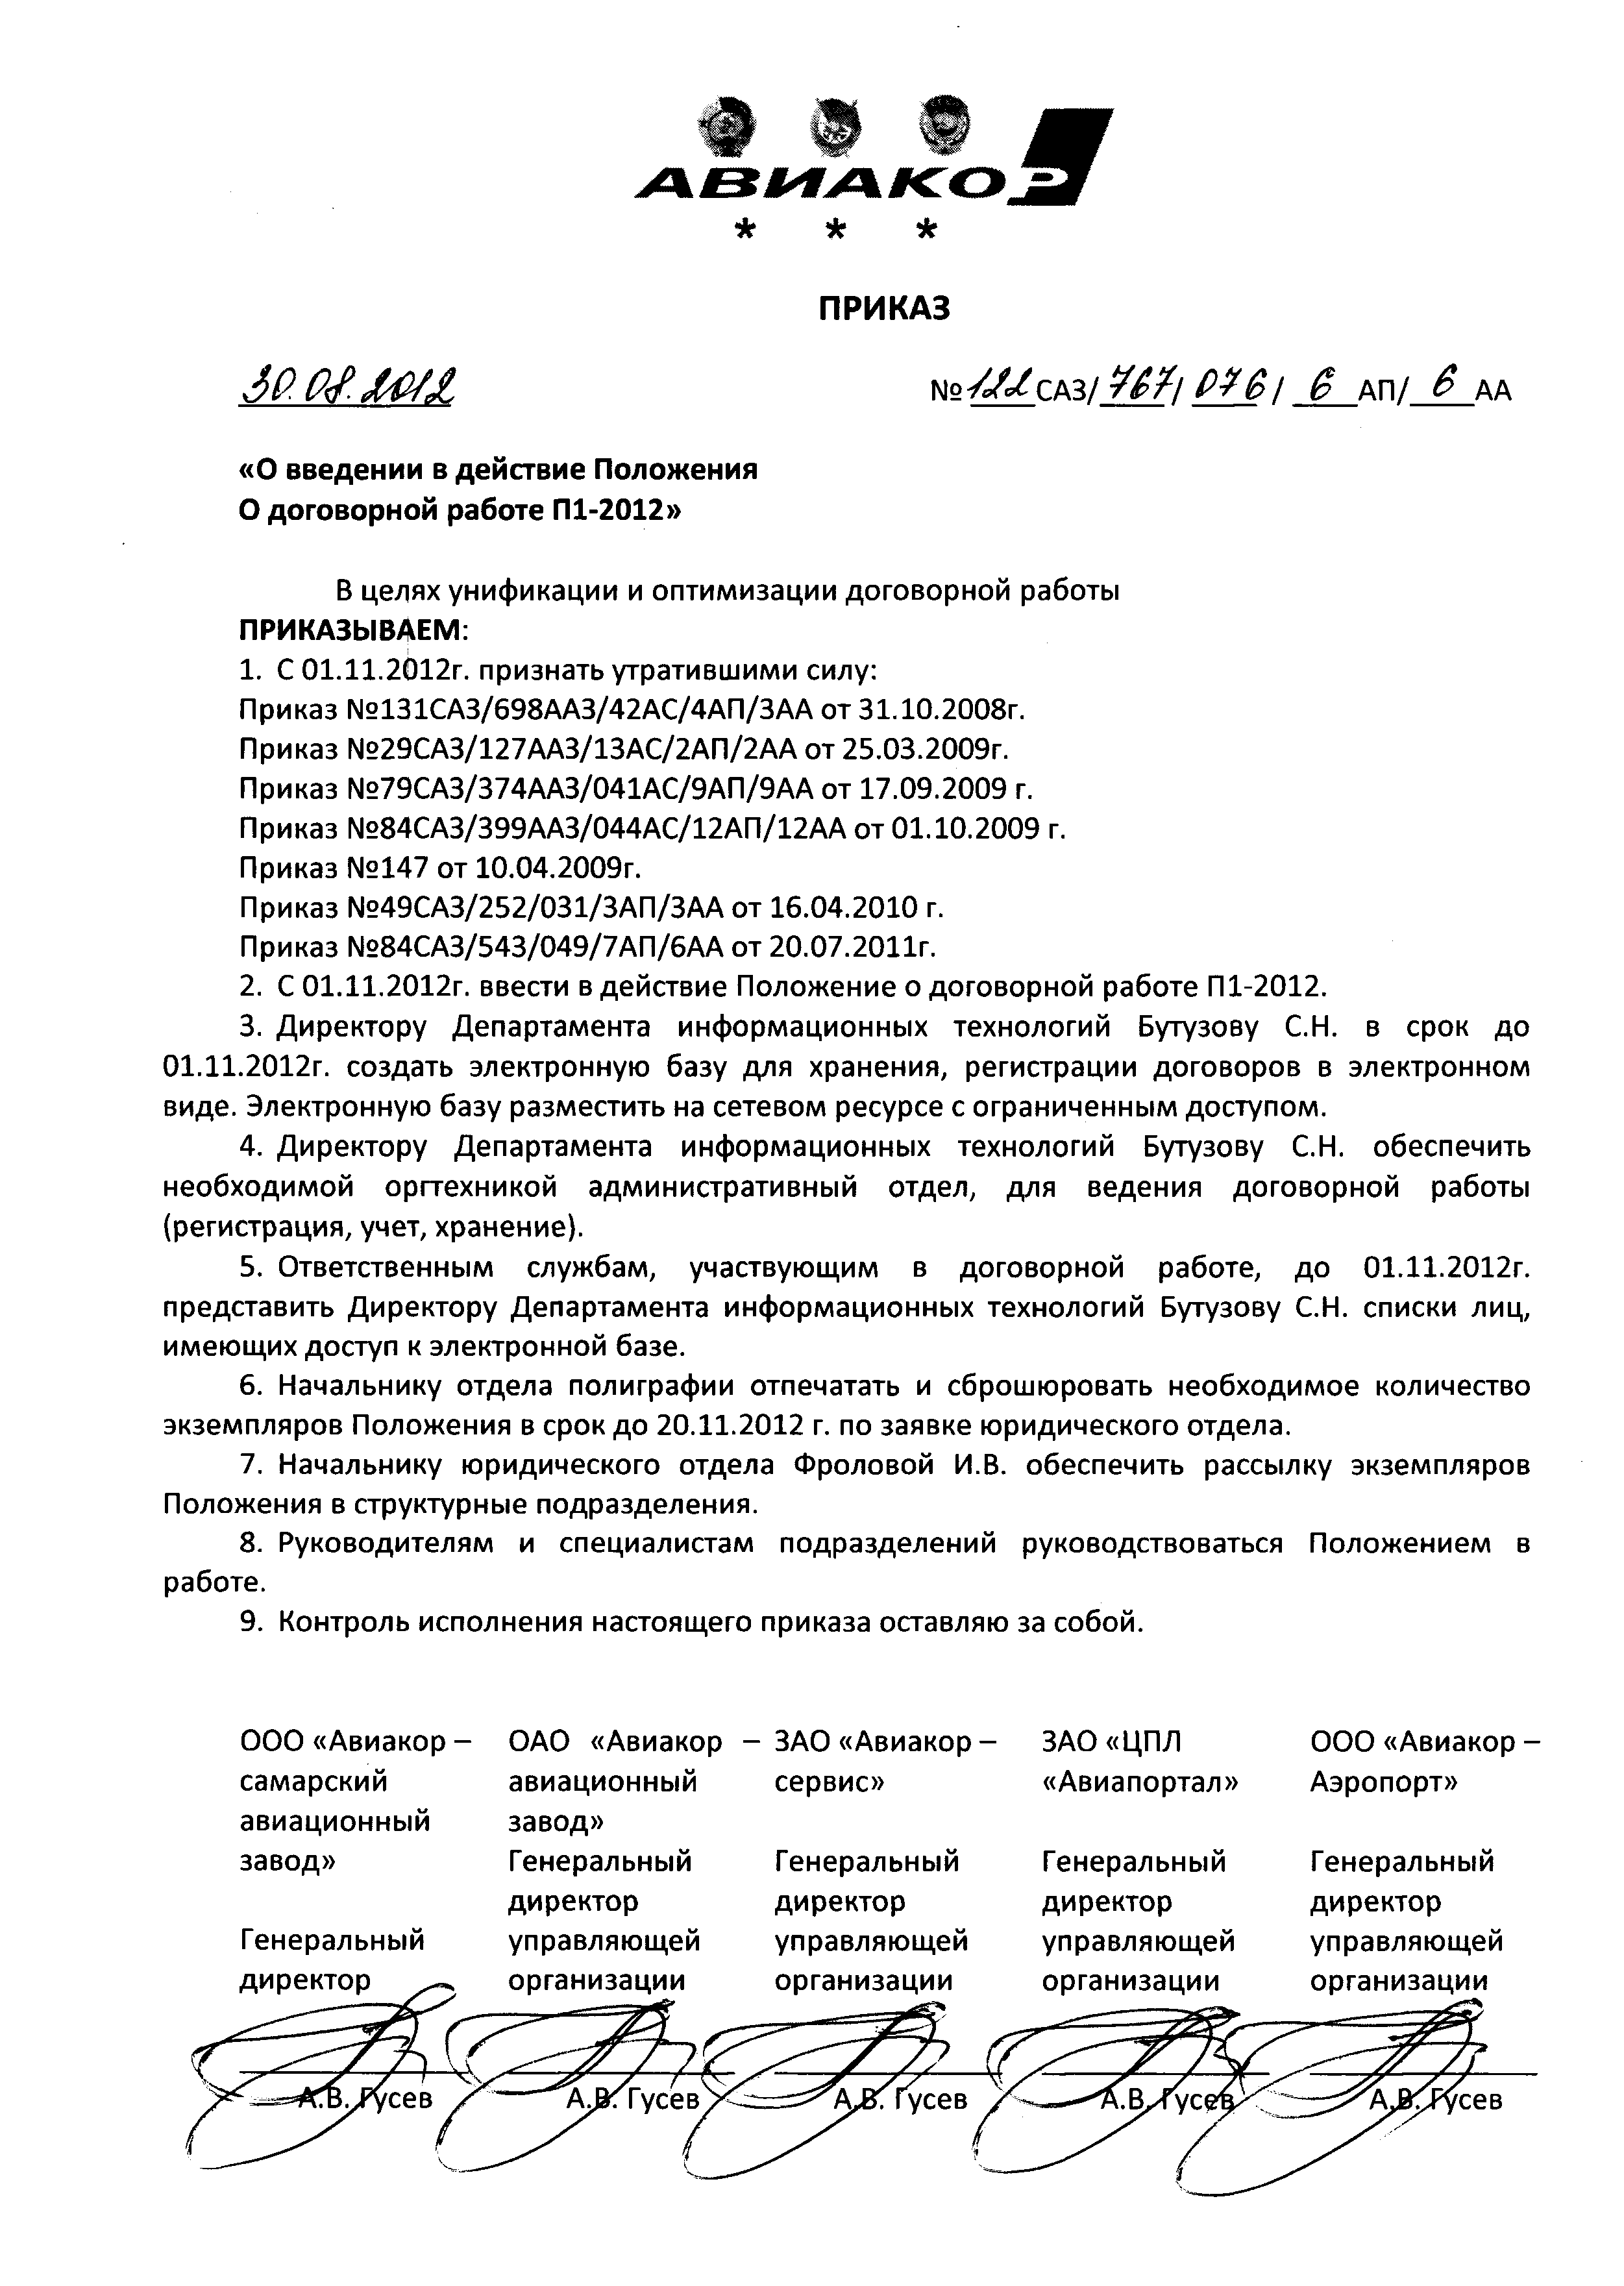 АВИАКОР
* * *
ПРИКАЗ
30.08.2012 №122САЗ/767/076/6АП/6АА
«О введении в действие Положения
О договорной работе П1-2012»
В целях унификации и оптимизации договорной работы
ПРИКАЗЫВАЕМ:
1. С 01.11.2012г. признать утратившими силу:
Приказ №131САЗ/698ААЗ/42АС/4АП/3АА от 31.10.2008г.
Приказ №29САЗ/127ААЗ/13АС/2АП/2АА от 25.03.2009г.
Приказ №79САЗ/374ААЗ/041АС/9АП/9АА от 17.09.2009 г.
Приказ №84САЗ/399ААЗ/044АС/12АП/12АА от 01.10.2009 г.
Приказ №147 от 10.04.2009г.
Приказ №49САЗ/252/031/3АП/3АА от 16.04.2010 г.
Приказ №84САЗ/543/049/7АП/6АА от 20.07.2011г.
2. С 01.11.2012г. ввести в действие Положение о договорной работе П1-2012.
3. Директору Департамента информационных технологий Бутузову С.Н. в срок до
01.11.2012г. создать электронную базу для хранения, регистрации договоров в электронном
виде. Электронную базу разместить на сетевом ресурсе с ограниченным доступом.
4. Директору Департамента информационных технологий Бутузову С.Н. обеспечить
необходимой оргтехникой административный отдел, для ведения договорной работы
(регистрация, учет, хранение).
5. Ответственным службам, участвующим в договорной работе, до 01.11.2012г.
представить Директору Департамента информационных технологий Бутузову С.Н. списки лиц,
имеющих доступ к электронной базе.
6. Начальнику отдела полиграфии отпечатать и сброшюровать необходимое количество
экземпляров Положения в срок до 20.11.2012 г. по заявке юридического отдела.
7. Начальнику юридического отдела Фроловой И.В. обеспечить рассылку экземпляров
Положения в структурные подразделения.
8. Руководителям и специалистам подразделений руководствоваться Положением в
работе.
9. Контроль исполнения настоящего приказа оставляю за собой.
ООО «Авиакор –
самарский
авиационный
завод»
Генеральный
директор
А.В. Гусев
ОАО «Авиакор –
авиационный
завод»
Генеральный
директор
управляющей
организации
А.В. Гусев
ЗАО «Авиакор –
сервис»
Генеральный
директор
управляющей
организации
А.В. Гусев
ЗАО «ЦПЛ
«Авиапортал»
Генеральный
директор
управляющей
организации
А.В. Гусев
ООО «Авиакор –
Аэропорт»
Генеральный
директор
управляющей
организации
А.В. Гусев